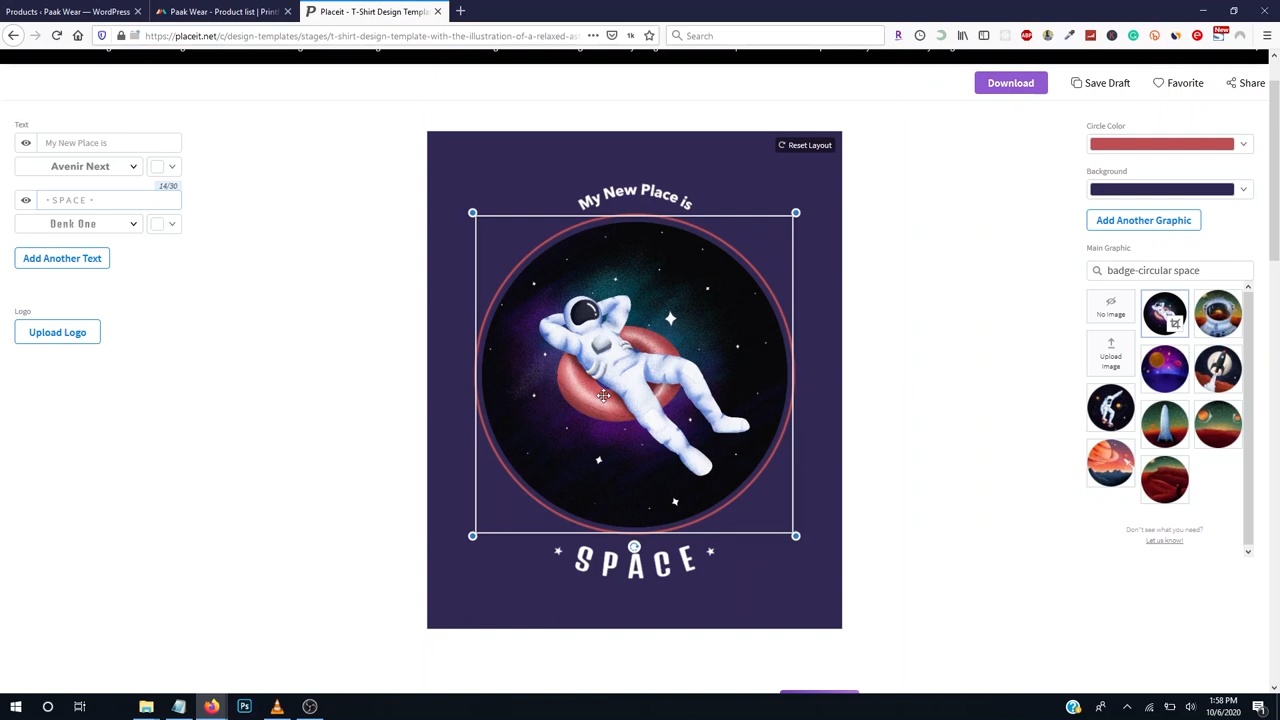 Products ‹ Paak Wear — WordPress
Paak Wear - Product list | Printf
Placeit - T-Shirt Design Templat
https://placeit.net/c/design-templates/stages/t-shirt-design-template-with-the-illustration-of-a-relaxed-as
1k
Search
New
Download
Save Draft
Favorite
Share
Text
My New Place is
Avenir Next
14/30
• S P A C E •
Denk One
Add Another Text
Logo
Upload Logo
Reset Layout
My New Place is
* SPACE *
Circle Color
Background
Add Another Graphic
Main Graphic
badge-circular space
No Image
Upload
Image
Don"t see what you need?
Let us know!
1:58 PM
10/6/2020